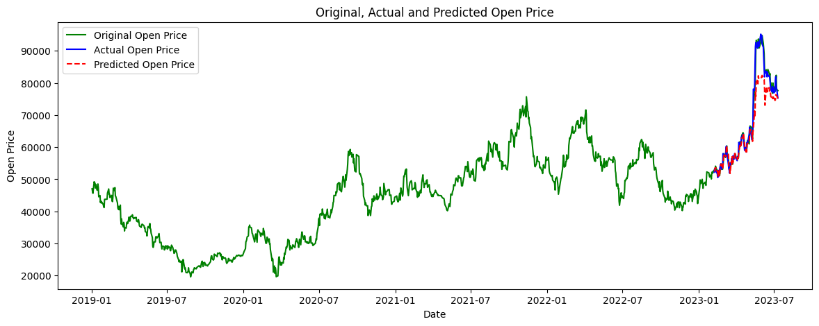 Original, Actual and Predicted Open Price
Original Open Price
Actual Open Price
Predicted Open Price
Open Price
90000
80000
70000
60000
50000
40000
30000
20000
2019-01 2019-07 2020-01 2020-07 2021-01 2021-07 2022-01 2022-07 2023-01 2023-07
Date